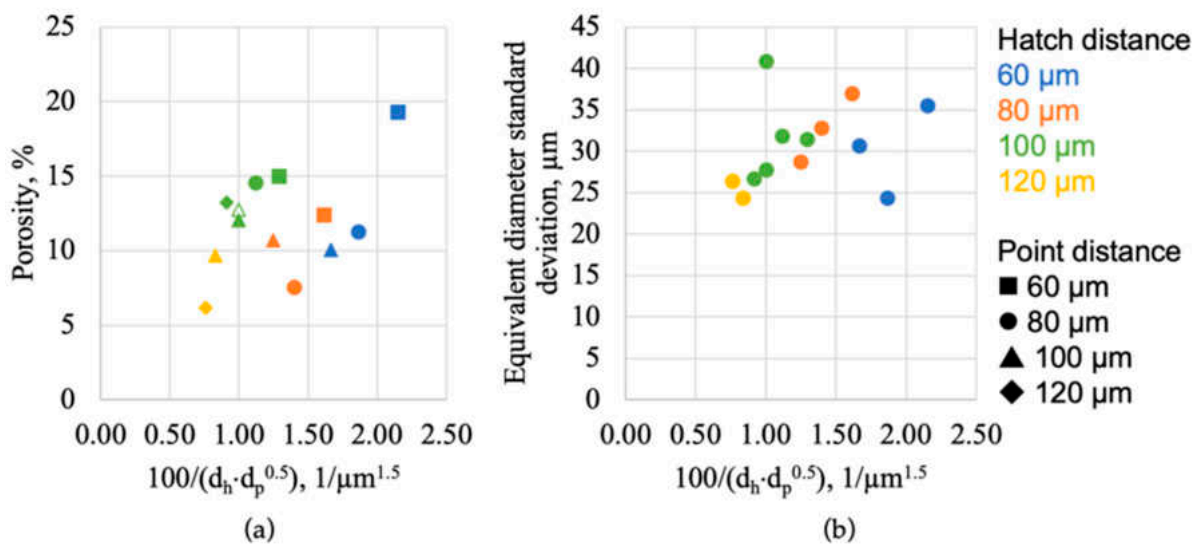 Porosity, %
25
20
15
10
5
0
0.00 0.50 1.00 1.50 2.00 2.50
100/(dₕ·dₚ⁰·⁵), 1/µm¹·⁵
(a)
Equivalent diameter standard
deviation, µm
45
40
35
30
25
20
15
10
5
0
0.00 0.50 1.00 1.50 2.00 2.50
100/(dₕ·dₚ⁰·⁵), 1/µm¹·⁵
(b)
Hatch distance
60 µm
80 µm
100 µm
120 µm
Point distance
60 µm
80 µm
100 µm
120 µm